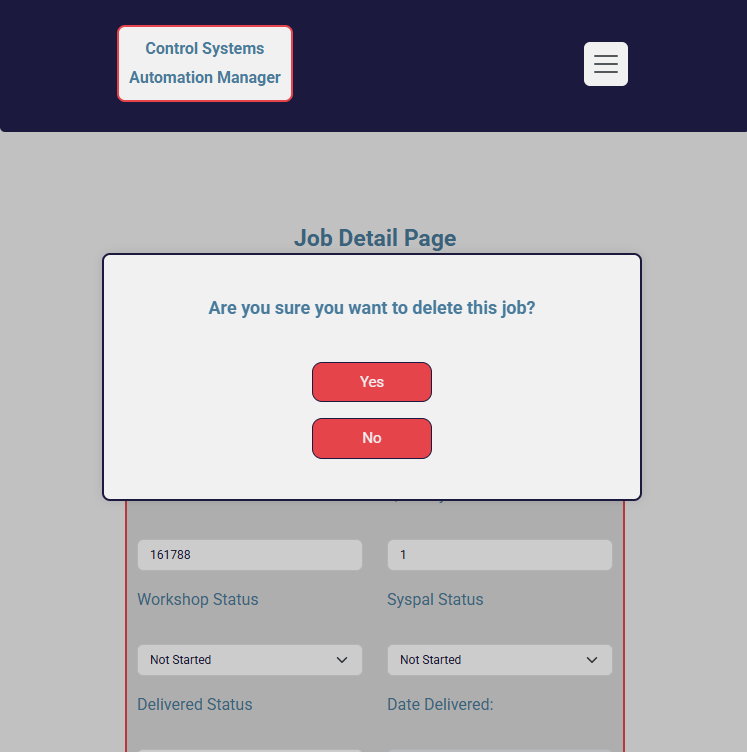 Control Systems
Automation Manager
Job Detail Page
Are you sure you want to delete this job?
Yes
No
161788
1
Workshop Status
Syspal Status
Not Started
Not Started
Delivered Status
Date Delivered: